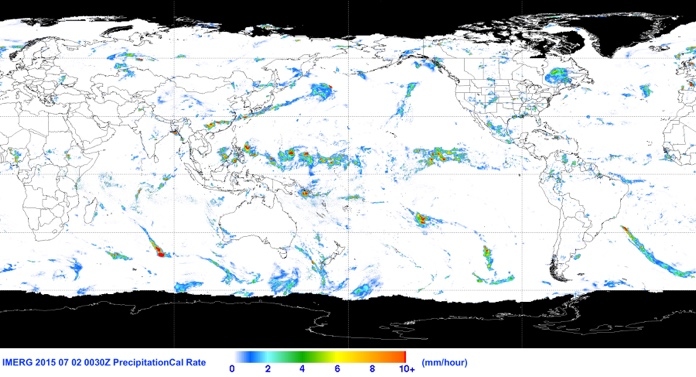 IMERG 2015 07 02 0030Z PrecipitationCal Rate
0 2 4 6 8 10+ (mm/hour)